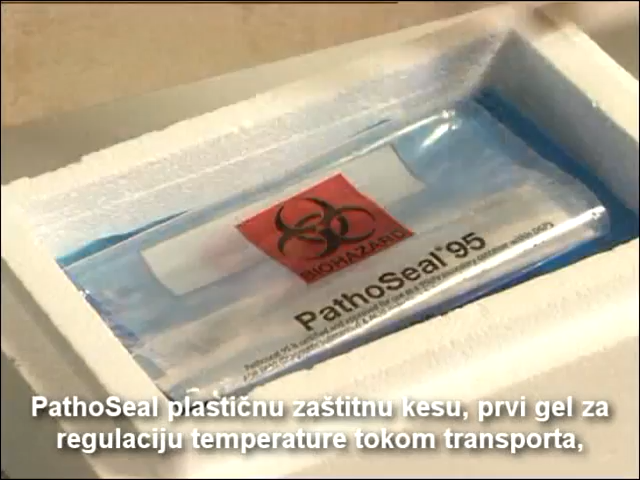 BIOHAZARD
PathoSeal® 95
PathoSeal plastičnu zaštitnu kesu, prvi gel za
regulaciju temperature tokom transporta,